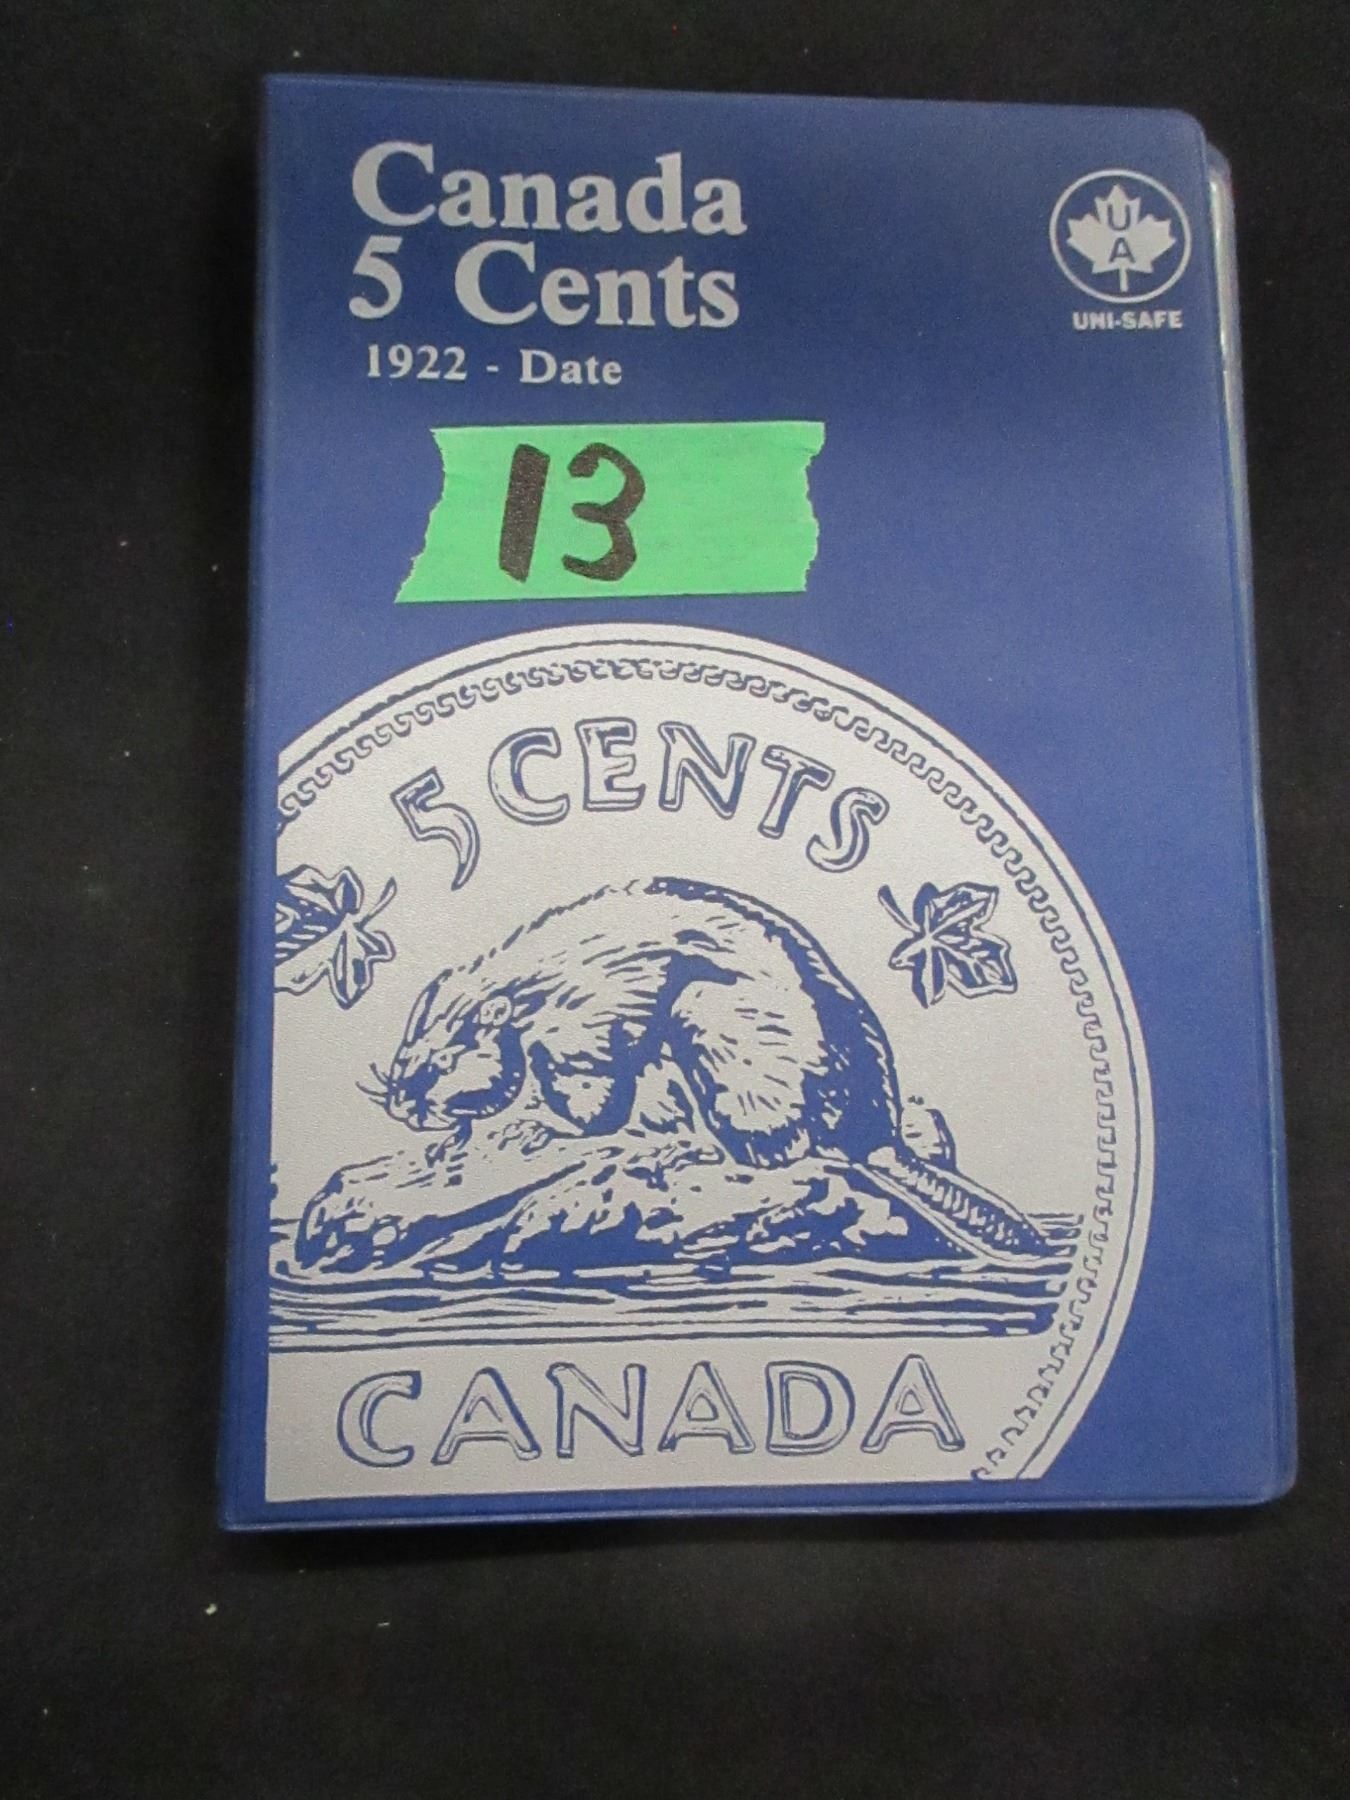 Canada
5 Cents
1922 - Date
U
A
UNI-SAFE
13
5 CENTS
CANADA